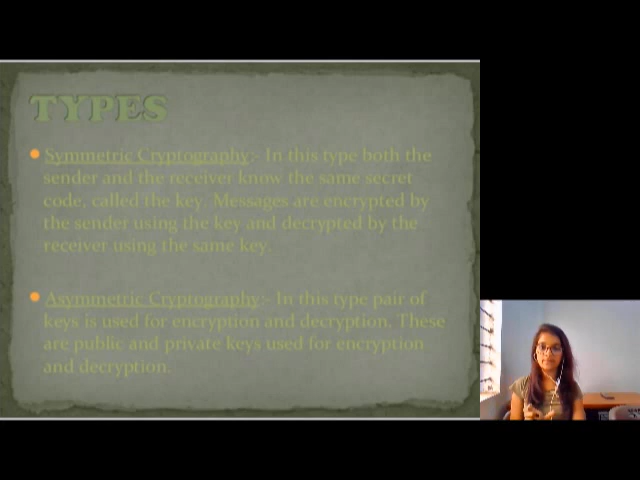 TYPES
Symmetric Cryptography:- In this type both the
sender and the receiver know the same secret
code, called the key. Messages are encrypted by
the sender using the key and decrypted by the
receiver using the same key.
Asymmetric Cryptography:- In this type pair of
keys is used for encryption and decryption. These
are public and private keys used for encryption
and decryption.